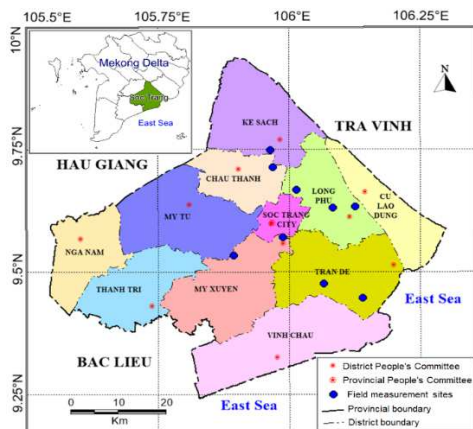 105.5°E
105.75°E
106°E
106.25°E
10°N
9.75°N
9.5°N
9.25°N
Mekong Delta
Soc Trang
East Sea
N
KE SACH
TRA VINH
HAU GIANG
CHAU THANH
LONG
PHU
CU
LAO
DUNG
MY TU
SOC TRANG
CITY
NGA NAM
TRAN DE
THANH TRI
MY XUYEN
East Sea
VINH CHAU
BAC LIEU
East Sea
0 10 20
Km
District People's Committee
Provincial People's Committee
Field measurement sites
Provincial boundary
District boundary